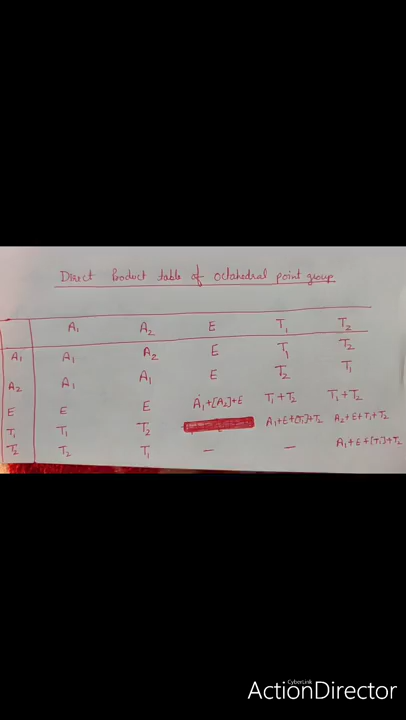 Direct Product table of octahedral point group
A₁ A₂ E T₁ T₂
A₁ A₁ A₂ E T₁ T₂
A₂ A₁ A₁ E T₂ T₁
E E E A₁+[A₂]+E T₁+T₂ T₁+T₂
T₁ T₁ T₂ A₁+E+[T₁]+T₂ A₂+E+T₁+T₂
T₂ T₂ T₁ — — A₁+E+[T₁]+T₂
CyberLink
ActionDirector